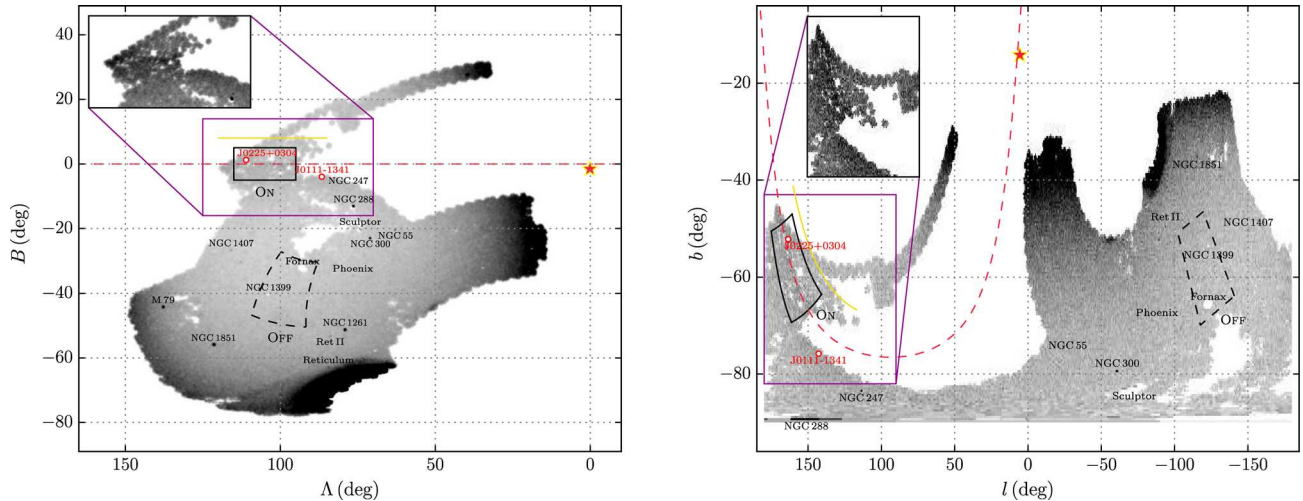 40
20
0
−20
−40
−60
−80
B (deg)
J0225+0304
J0111-1341
ON
NGC 247
NGC 288
Sculptor
NGC 55
NGC 300
NGC 1407
Fornax
Phoenix
NGC 1399
M 79
OFF
NGC 1261
NGC 1851
Ret II
Reticulum
150
100
50
0
Λ (deg)
−20
−40
−60
−80
b (deg)
NGC 1851
Ret II
NGC 1407
J0225+0304
NGC 1399
Fornax
ON
Phoenix
OFF
NGC 55
J0111-1341
NGC 300
NGC 247
Sculptor
NGC 288
150
100
50
0
−50
−100
−150
l (deg)